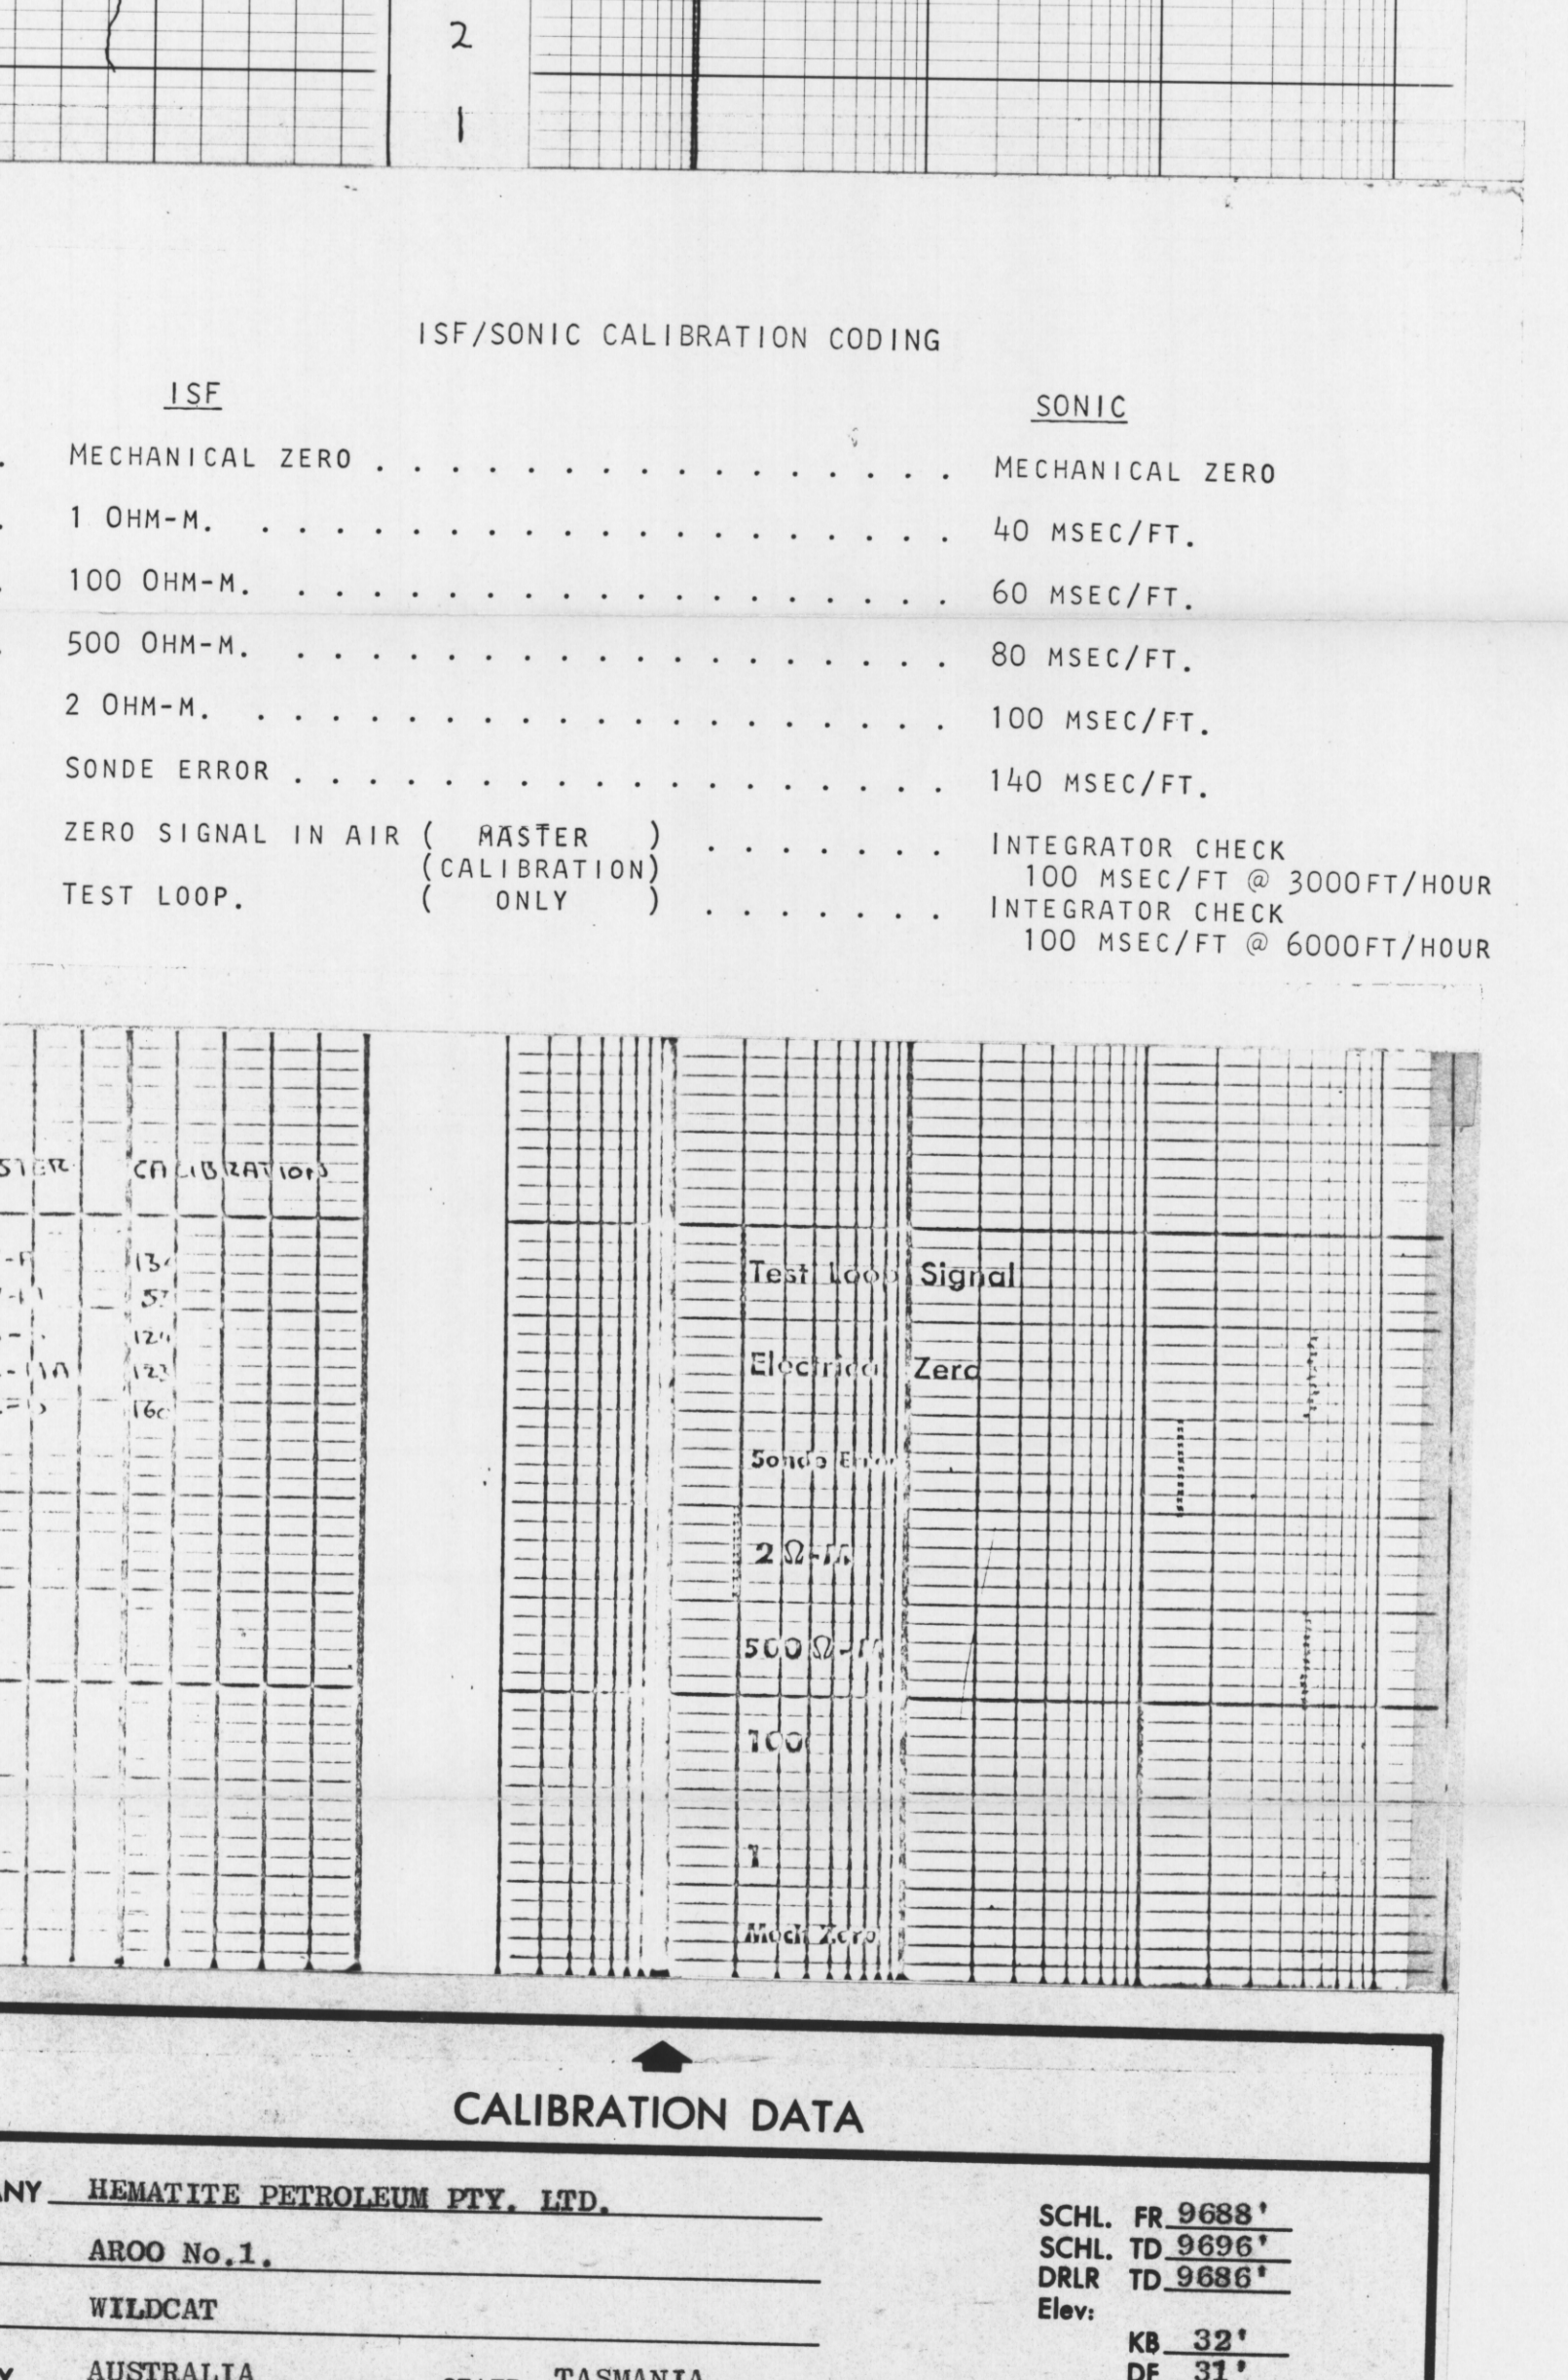 2
1
ISF/SONIC CALIBRATION CODING
ISF SONIC
MECHANICAL ZERO . . . . . . . . . . . . . . . . MECHANICAL ZERO
1 OHM-M. . . . . . . . . . . . . . . . . . . . 40 MSEC/FT.
100 OHM-M. . . . . . . . . . . . . . . . . . . 60 MSEC/FT.
500 OHM-M. . . . . . . . . . . . . . . . . . . 80 MSEC/FT.
2 OHM-M. . . . . . . . . . . . . . . . . . . . 100 MSEC/FT.
SONDE ERROR . . . . . . . . . . . . . . . . . . 140 MSEC/FT.
ZERO SIGNAL IN AIR ( MASTER ) . . . . . . . INTEGRATOR CHECK
(CALIBRATION) 100 MSEC/FT @ 3000FT/HOUR
TEST LOOP. ( ONLY ) . . . . . . . INTEGRATOR CHECK
100 MSEC/FT @ 6000FT/HOUR
STER CALIBRATION
Test Loop Signal
Electrical Zero
Sonde Error
2 Ω-m
500 Ω-m
100
1
Mech Zero
CALIBRATION DATA
ANY HEMATITE PETROLEUM PTY. LTD.
SCHL. FR 9688'
AROO No.1.
SCHL. TD 9696'
DRLR TD 9686'
WILDCAT
Elev:
KB 32'
AUSTRALIA TASMANIA
DF 31'